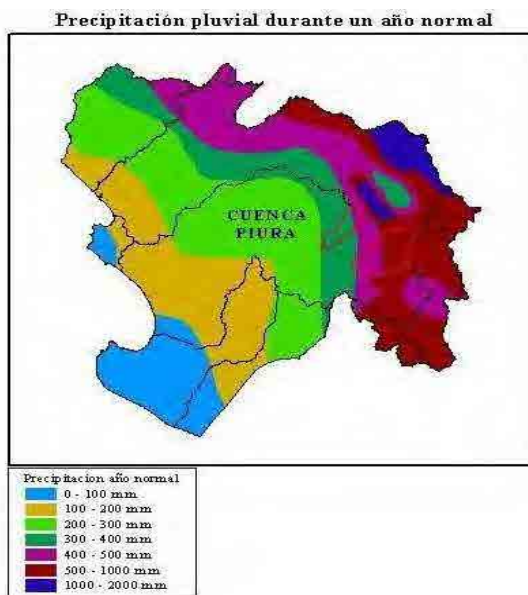 Precipitación pluvial durante un año normal
CUENCA
PIURA
Precipitacion año normal
0 - 100 mm
100 - 200 mm
200 - 300 mm
300 - 400 mm
400 - 500 mm
500 - 1000 mm
1000 - 2000 mm